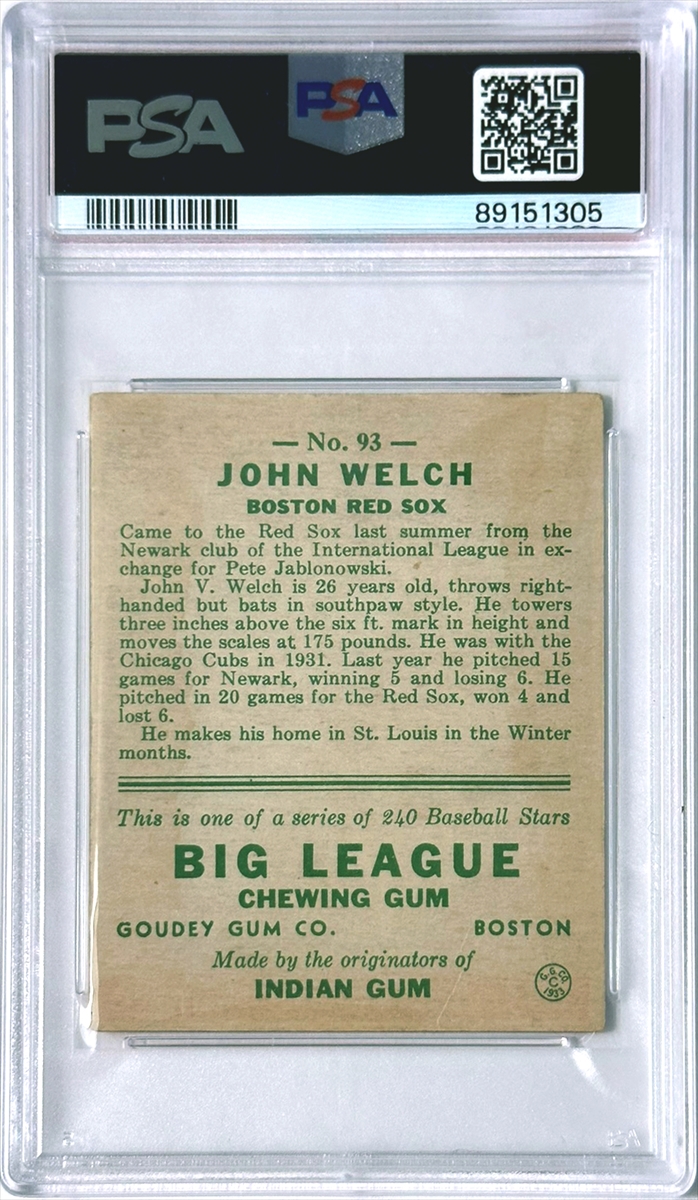 PSA
PSA
89151305
— No. 93 —
JOHN WELCH
BOSTON RED SOX
Came to the Red Sox last summer from the
Newark club of the International League in ex-
change for Pete Jablonowski.
John V. Welch is 26 years old, throws right-
handed but bats in southpaw style. He towers
three inches above the six ft. mark in height and
moves the scales at 175 pounds. He was with the
Chicago Cubs in 1931. Last year he pitched 15
games for Newark, winning 5 and losing 6. He
pitched in 20 games for the Red Sox, won 4 and
lost 6.
He makes his home in St. Louis in the Winter
months.
This is one of a series of 240 Baseball Stars
BIG LEAGUE
CHEWING GUM
GOUDEY GUM CO. BOSTON
Made by the originators of
INDIAN GUM
G.G.CO.
C
1933